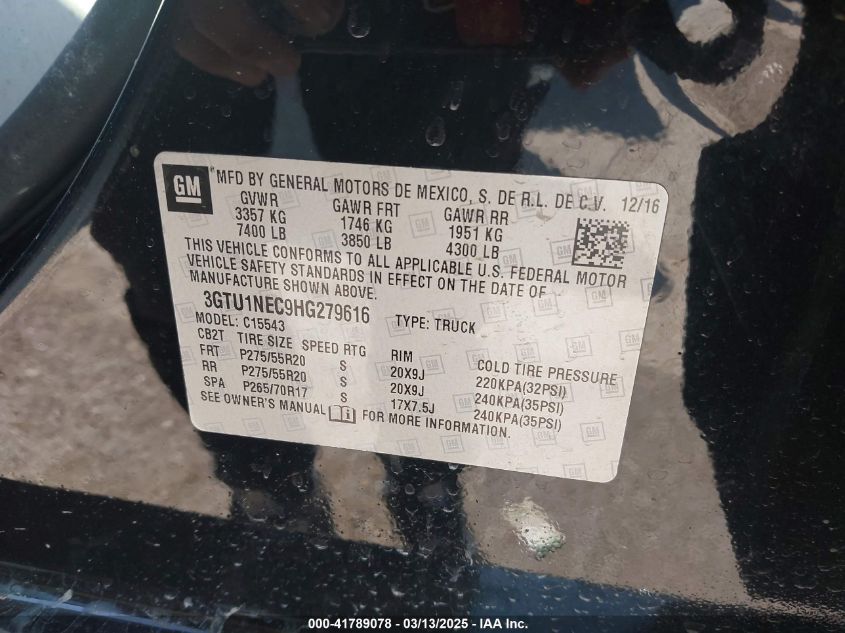 GM
"MFD BY GENERAL MOTORS DE MEXICO, S. DE R.L. DE C.V. 12/16
GVWR GAWR FRT GAWR RR
3357 KG 1746 KG 1951 KG
7400 LB 3850 LB 4300 LB
THIS VEHICLE CONFORMS TO ALL APPLICABLE U.S. FEDERAL MOTOR
VEHICLE SAFETY STANDARDS IN EFFECT ON THE DATE OF
MANUFACTURE SHOWN ABOVE.
3GTU1NEC9HG279616 TYPE: TRUCK
MODEL: C15543
CB2T TIRE SIZE SPEED RTG RIM COLD TIRE PRESSURE
FRT P275/55R20 S 20X9J 220KPA(32PSI)
RR P275/55R20 S 20X9J 240KPA(35PSI)
SPA P265/70R17 S 17X7.5J 240KPA(35PSI)
SEE OWNER'S MANUAL FOR MORE INFORMATION.
000-41789078 - 03/13/2025 - IAA Inc.